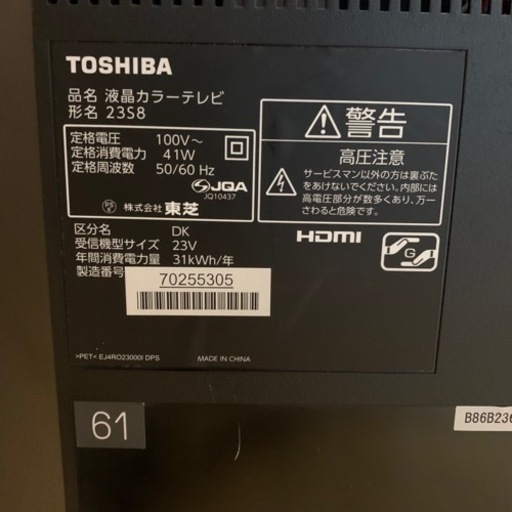 TOSHIBA
品名 液晶カラーテレビ
形名 23S8
定格電圧 100V～
定格消費電力 41W
定格周波数 50/60 Hz
JQA
JQ10437
PSE 株式会社 東芝
区分名 DK
受信機型サイズ 23V
年間消費電力量 31kWh/年
製造番号
70255305
>PET< EJ4RO23000I DPS
MADE IN CHINA
警告
高圧注意
サービスマン以外の方は裏ぶた
をあけないでください。内部には
高電圧部分が数多くあり、万一
さわると危険です。
HDMI
G
61
B86B236